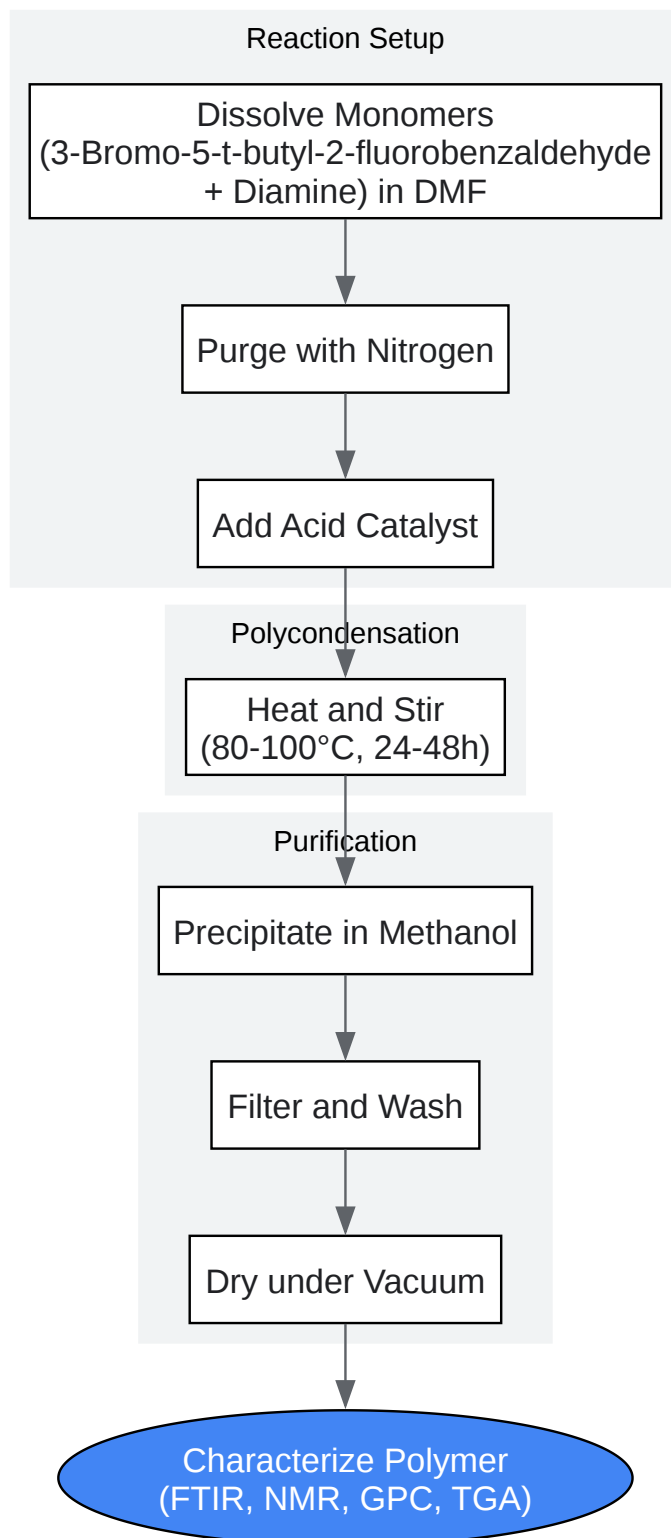 Reaction Setup
Dissolve Monomers
(3-Bromo-5-t-butyl-2-fluorobenzaldehyde
+ Diamine) in DMF
Purge with Nitrogen
Add Acid Catalyst
Polycondensation
Heat and Stir
(80-100°C, 24-48h)
Purification
Precipitate in Methanol
Filter and Wash
Dry under Vacuum
Characterize Polymer
(FTIR, NMR, GPC, TGA)